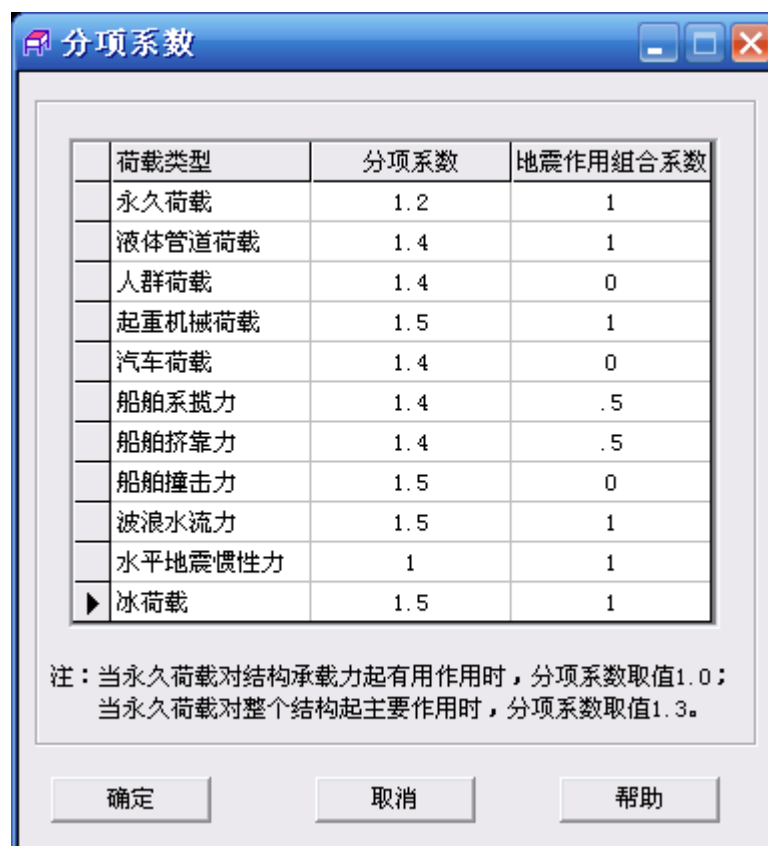 分项系数
荷载类型 分项系数 地震作用组合系数
永久荷载 1.2 1
液体管道荷载 1.4 1
人群荷载 1.4 0
起重机械荷载 1.5 1
汽车荷载 1.4 0
船舶系揽力 1.4 .5
船舶挤靠力 1.4 .5
船舶撞击力 1.5 0
波浪水流力 1.5 1
水平地震惯性力 1 1
冰荷载 1.5 1
注：当永久荷载对结构承载力起有用作用时，分项系数取值1.0；
当永久荷载对整个结构起主要作用时，分项系数取值1.3。
确定 取消 帮助